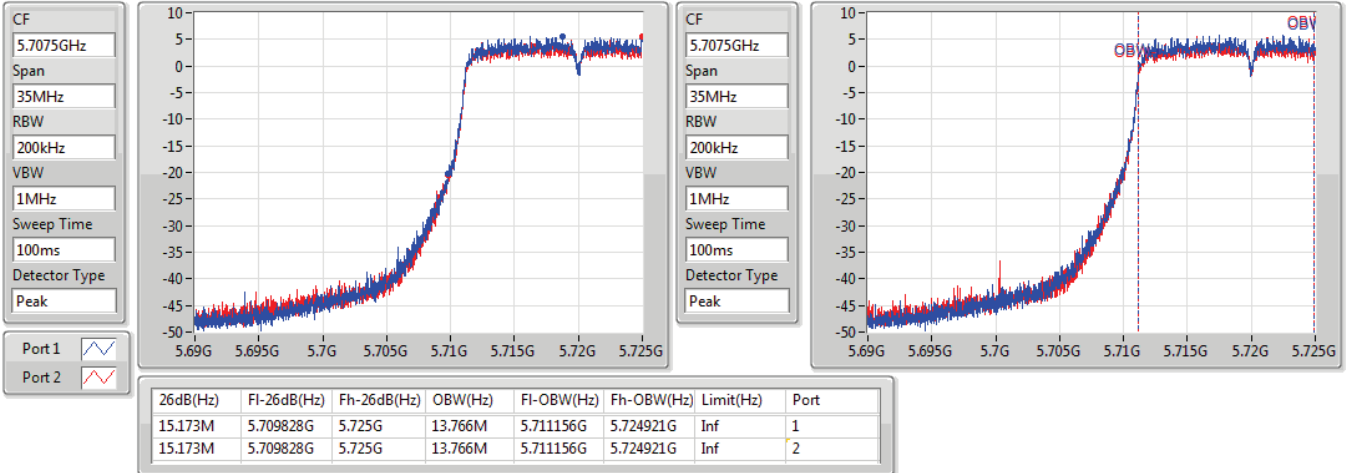 CF
5.7075GHz
Span
35MHz
RBW
200kHz
VBW
1MHz
Sweep Time
100ms
Detector Type
Peak
10
5
0
-5
-10
-15
-20
-25
-30
-35
-40
-45
-50
5.69G 5.695G 5.7G 5.705G 5.71G 5.715G 5.72G 5.725G
CF
5.7075GHz
Span
35MHz
RBW
200kHz
VBW
1MHz
Sweep Time
100ms
Detector Type
Peak
10
5
0
-5
-10
-15
-20
-25
-30
-35
-40
-45
-50
OBW
OBW
5.69G 5.695G 5.7G 5.705G 5.71G 5.715G 5.72G 5.725G
Port 1
Port 2
26dB(Hz) Fl-26dB(Hz) Fh-26dB(Hz) OBW(Hz) Fl-OBW(Hz) Fh-OBW(Hz) Limit(Hz) Port
15.173M 5.709828G 5.725G 13.766M 5.711156G 5.724921G Inf 1
15.173M 5.709828G 5.725G 13.766M 5.711156G 5.724921G Inf 2